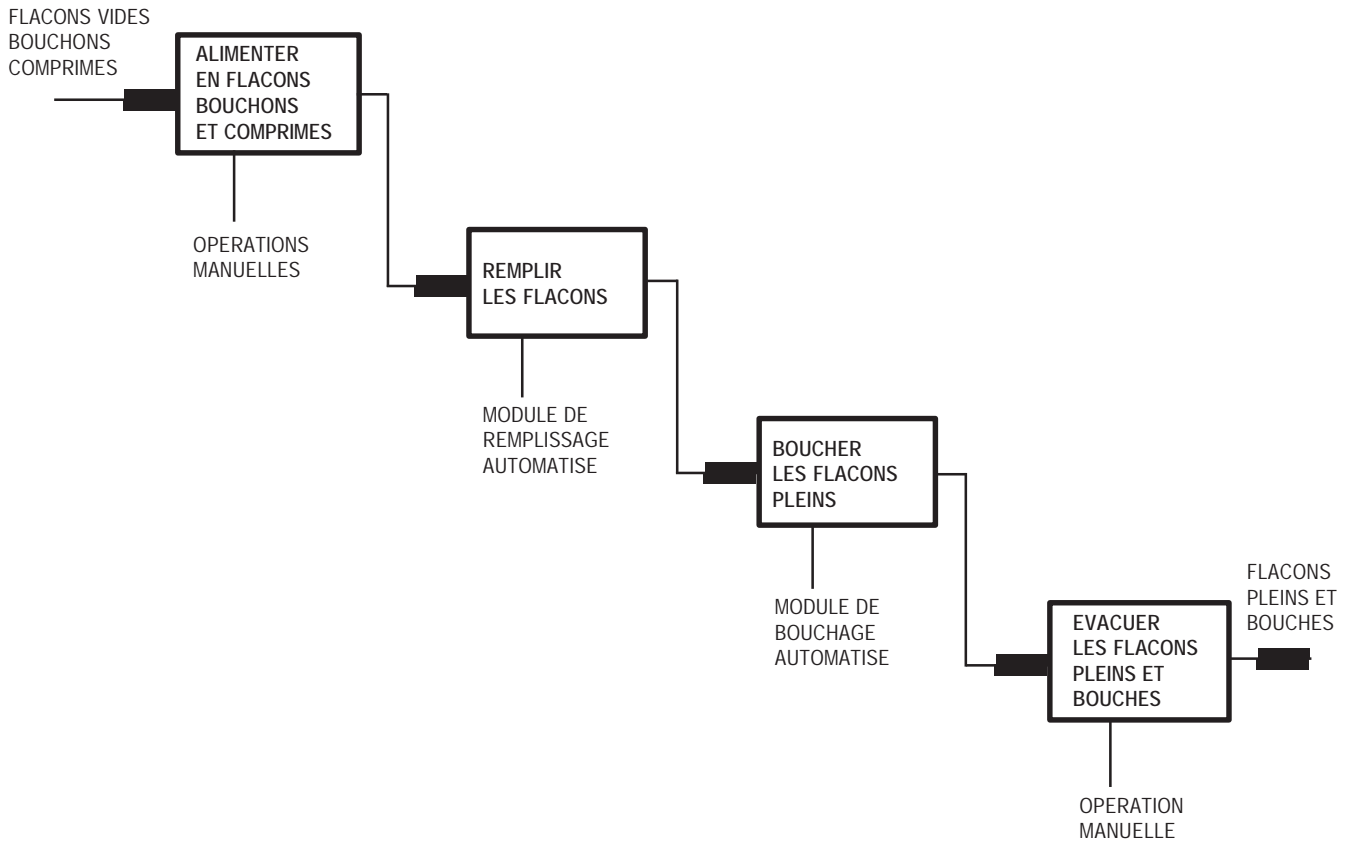 FLACONS VIDES
BOUCHONS
COMPRIMES
ALIMENTER
EN FLACONS
BOUCHONS
ET COMPRIMES
OPERATIONS
MANUELLES
REMPLIR
LES FLACONS
MODULE DE
REMPLISSAGE
AUTOMATISE
BOUCHER
LES FLACONS
PLEINS
MODULE DE
BOUCHAGE
AUTOMATISE
EVACUER
LES FLACONS
PLEINS ET
BOUCHES
FLACONS
PLEINS ET
BOUCHES
OPERATION
MANUELLE